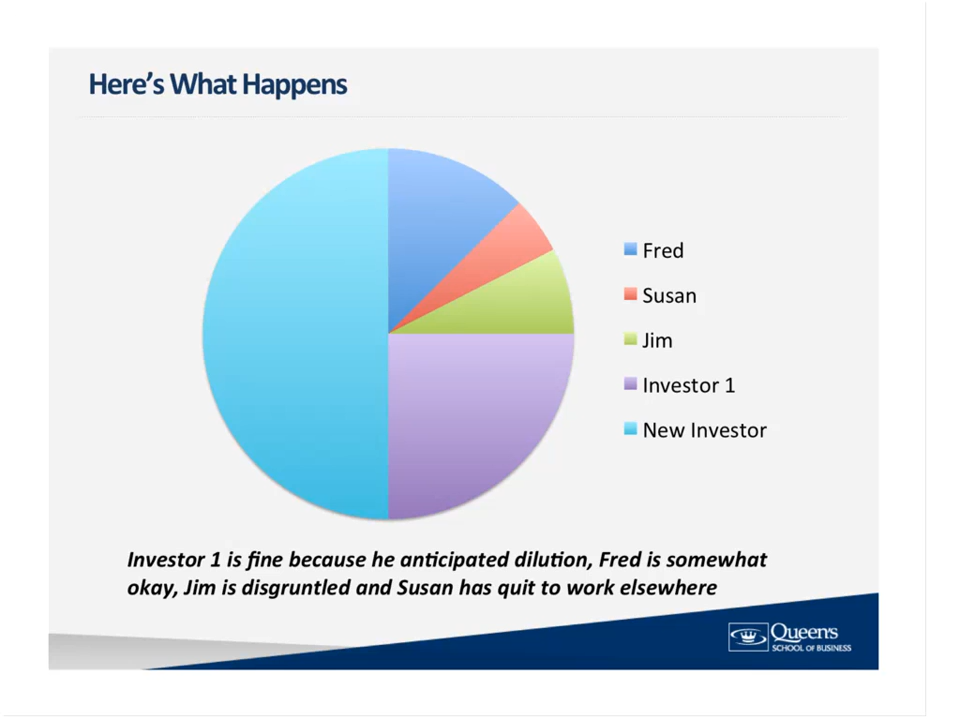 Here's What Happens
Fred
Susan
Jim
Investor 1
New Investor
Investor 1 is fine because he anticipated dilution, Fred is somewhat
okay, Jim is disgruntled and Susan has quit to work elsewhere
Queen's
SCHOOL OF BUSINESS